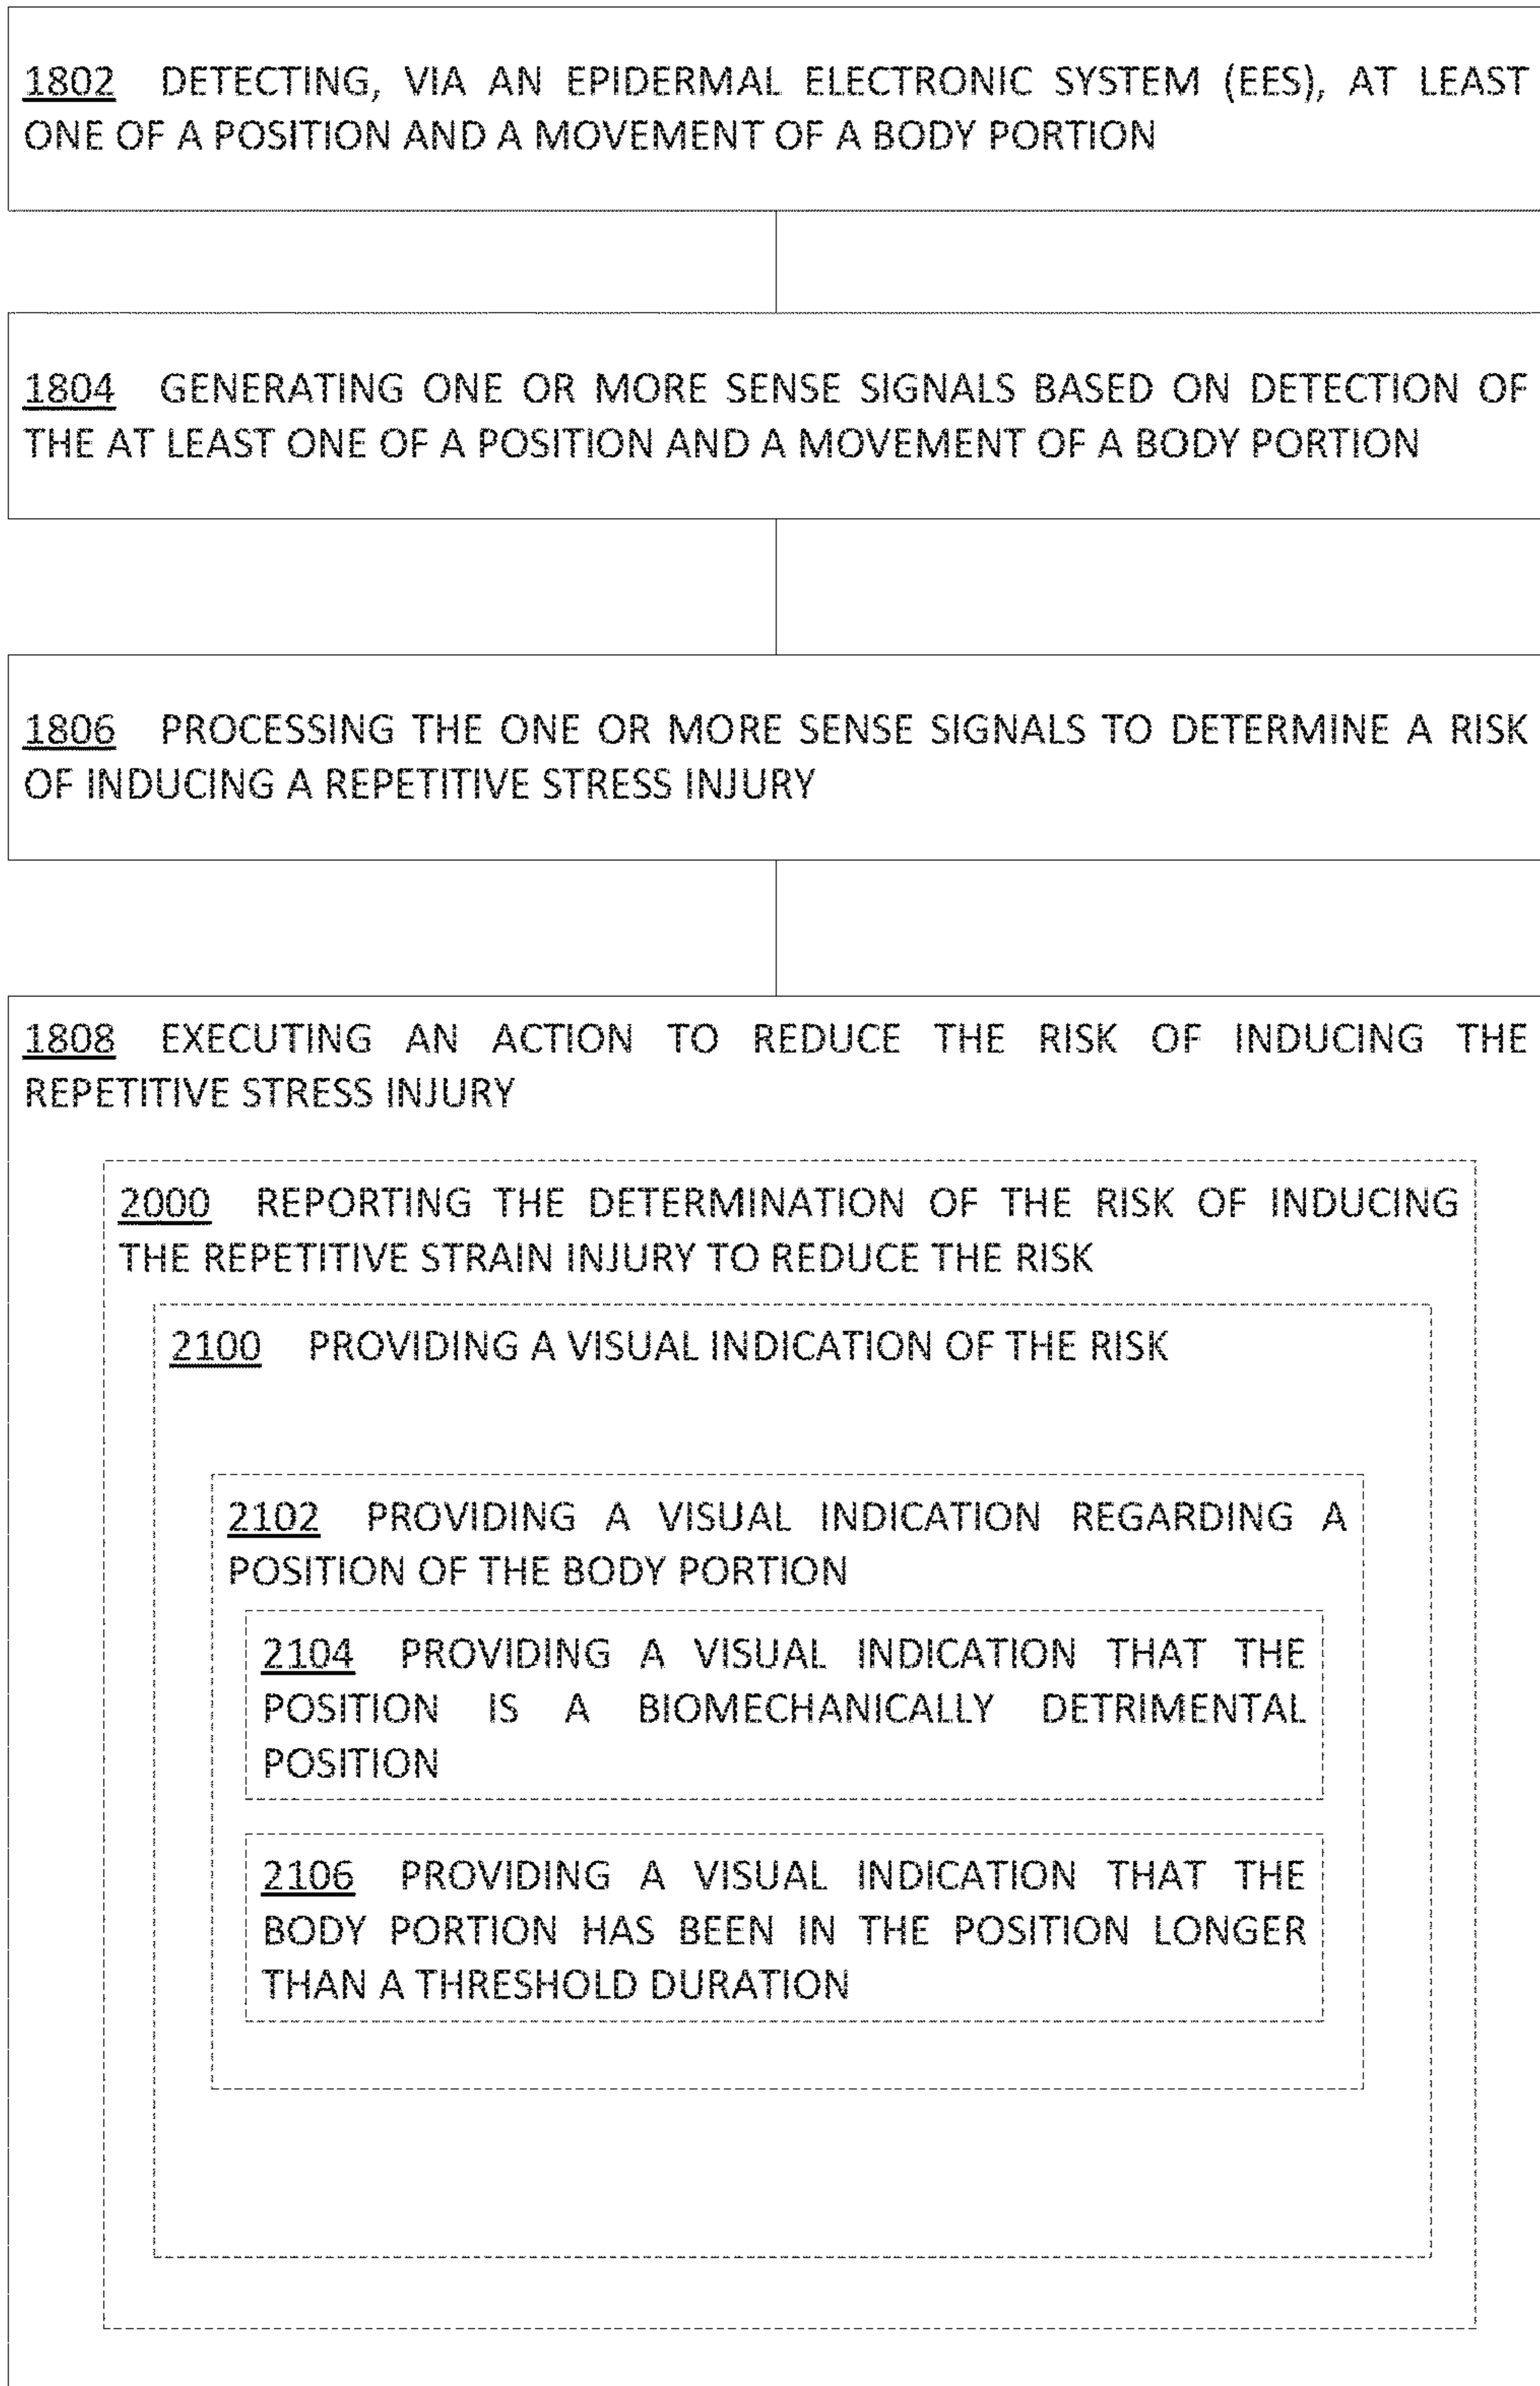 1802 DETECTING, VIA AN EPIDERMAL ELECTRONIC SYSTEM (EES), AT LEAST
ONE OF A POSITION AND A MOVEMENT OF A BODY PORTION
1804 GENERATING ONE OR MORE SENSE SIGNALS BASED ON DETECTION OF
THE AT LEAST ONE OF A POSITION AND A MOVEMENT OF A BODY PORTION
1806 PROCESSING THE ONE OR MORE SENSE SIGNALS TO DETERMINE A RISK
OF INDUCING A REPETITIVE STRESS INJURY
1808 EXECUTING AN ACTION TO REDUCE THE RISK OF INDUCING THE
REPETITIVE STRESS INJURY
2000 REPORTING THE DETERMINATION OF THE RISK OF INDUCING
THE REPETITIVE STRAIN INJURY TO REDUCE THE RISK
2100 PROVIDING A VISUAL INDICATION OF THE RISK
2102 PROVIDING A VISUAL INDICATION REGARDING A
POSITION OF THE BODY PORTION
2104 PROVIDING A VISUAL INDICATION THAT THE
POSITION IS A BIOMECHANICALLY DETRIMENTAL
POSITION
2106 PROVIDING A VISUAL INDICATION THAT THE
BODY PORTION HAS BEEN IN THE POSITION LONGER
THAN A THRESHOLD DURATION